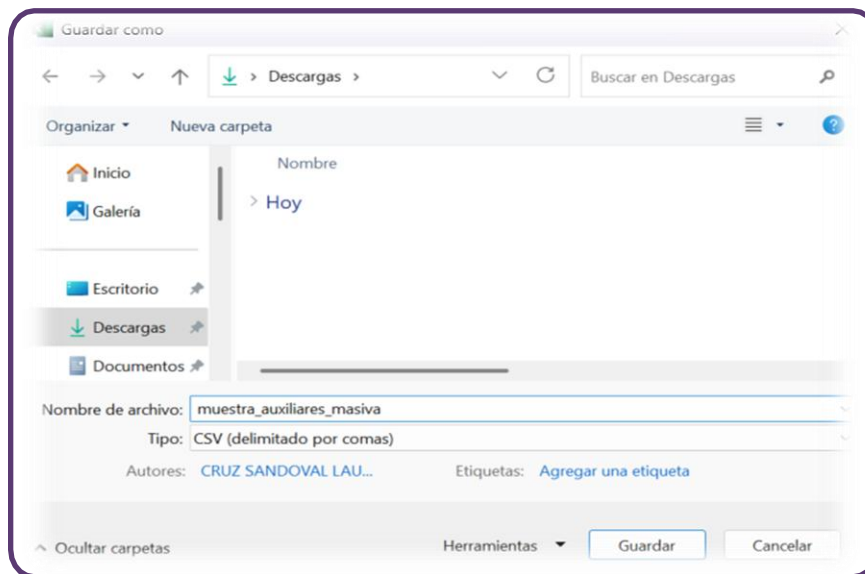 Guardar como
Descargas
Buscar en Descargas
Organizar
Nueva carpeta
Inicio
Galería
Escritorio
Descargas
Documentos
Nombre
Hoy
Nombre de archivo: muestra_auxiliares_masiva
Tipo: CSV (delimitado por comas)
Autores: CRUZ SANDOVAL LAU...
Etiquetas: Agregar una etiqueta
Ocultar carpetas
Herramientas
Guardar
Cancelar